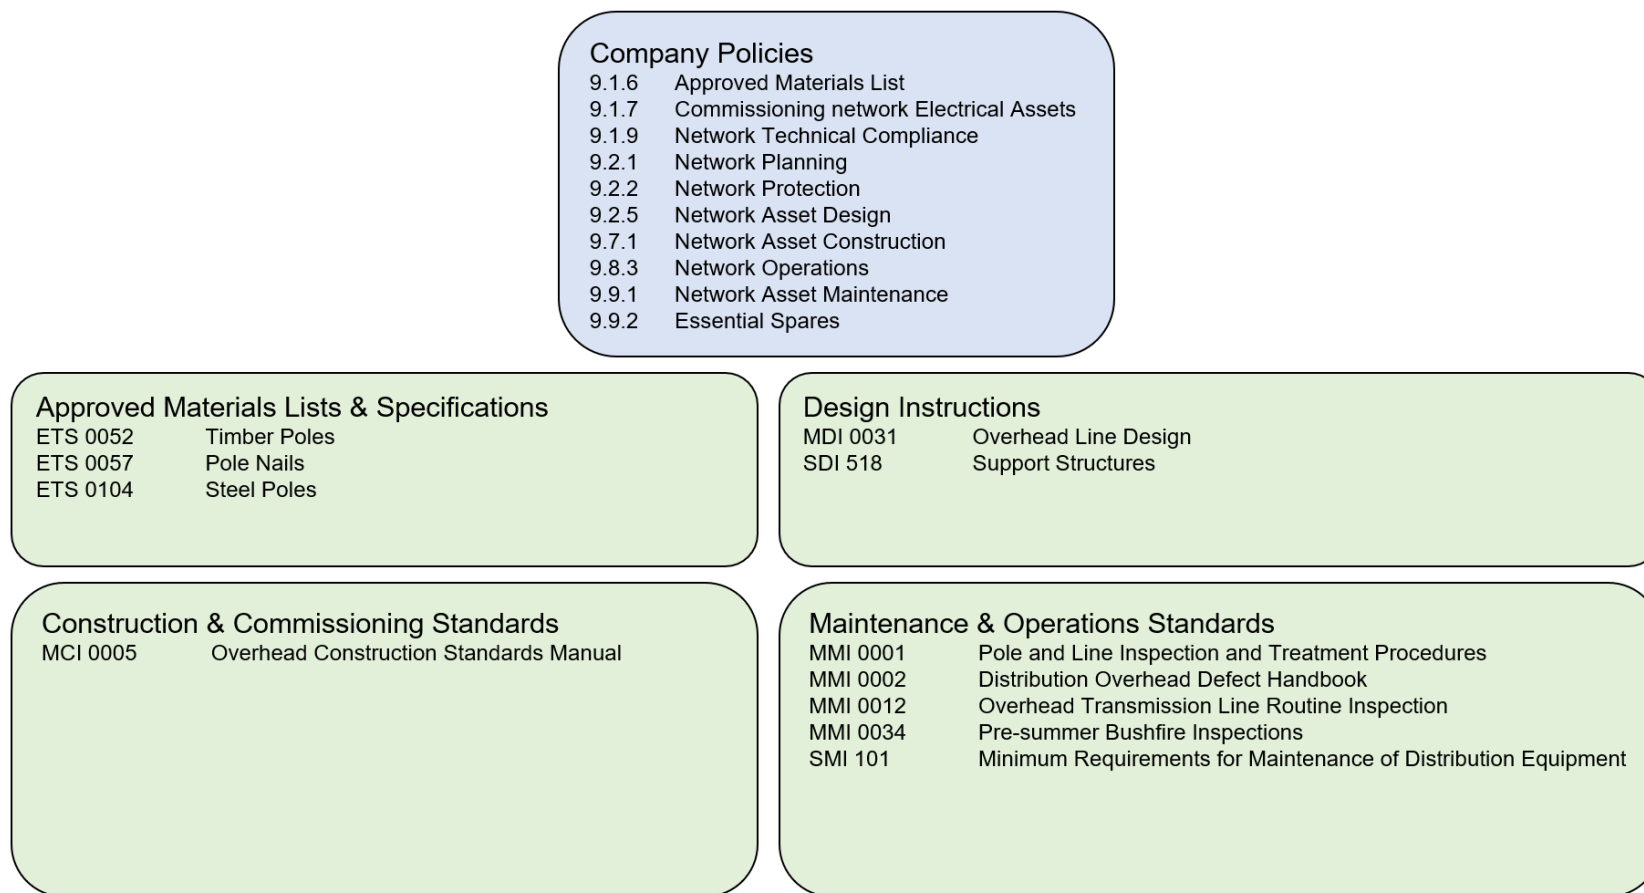 Company Policies
9.1.6 Approved Materials List
9.1.7 Commissioning network Electrical Assets
9.1.9 Network Technical Compliance
9.2.1 Network Planning
9.2.2 Network Protection
9.2.5 Network Asset Design
9.7.1 Network Asset Construction
9.8.3 Network Operations
9.9.1 Network Asset Maintenance
9.9.2 Essential Spares
Approved Materials Lists & Specifications
ETS 0052 Timber Poles
ETS 0057 Pole Nails
ETS 0104 Steel Poles
Design Instructions
MDI 0031 Overhead Line Design
SDI 518 Support Structures
Construction & Commissioning Standards
MCI 0005 Overhead Construction Standards Manual
Maintenance & Operations Standards
MMI 0001 Pole and Line Inspection and Treatment Procedures
MMI 0002 Distribution Overhead Defect Handbook
MMI 0012 Overhead Transmission Line Routine Inspection
MMI 0034 Pre-summer Bushfire Inspections
SMI 101 Minimum Requirements for Maintenance of Distribution Equipment